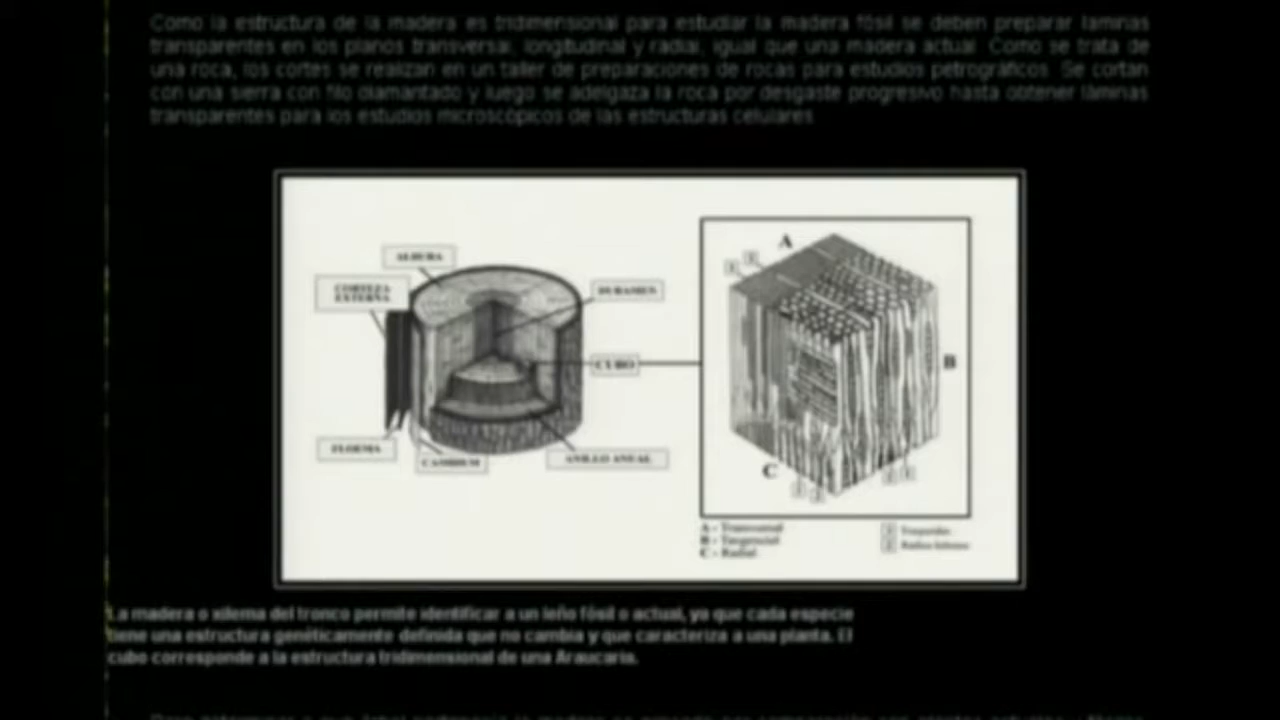 Como la estructura de la madera es tridimensional para estudiar la madera fósil se deben preparar láminas
transparentes en los planos transversal, longitudinal y radial, igual que una madera actual. Como se trata de
una roca, los cortes se realizan en un taller de preparaciones de rocas para estudios petrográficos. Se cortan
con una sierra con filo diamantado y luego se adelgaza la roca por desgaste progresivo hasta obtener láminas
transparentes para los estudios microscópicos de las estructuras celulares
ALBURA
CORTEZA
EXTERNA
DURAMEN
CUBO
FLOEMA
CAMBIUM
ANILLO ANUAL
A
B
C
A - Transversal
B - Tangencial
C - Radial
La madera o xilema del tronco permite identificar a un leño fósil o actual, ya que cada especie
tiene una estructura genéticamente definida que no cambia y que caracteriza a una planta. El
cubo corresponde a la estructura tridimensional de una Araucaria.